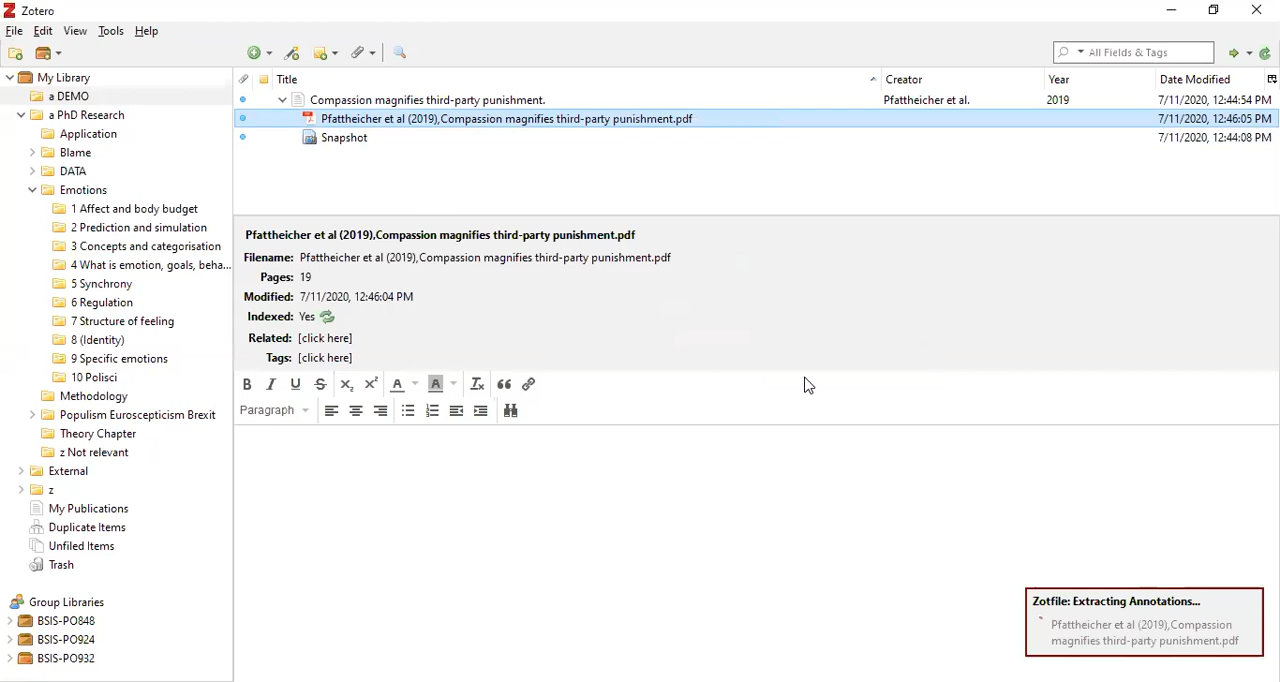 Zotero
File Edit View Tools Help
All Fields & Tags
My Library
a DEMO
a PhD Research
Application
Blame
DATA
Emotions
1 Affect and body budget
2 Prediction and simulation
3 Concepts and categorisation
4 What is emotion, goals, beha...
5 Synchrony
6 Regulation
7 Structure of feeling
8 (Identity)
9 Specific emotions
10 Polisci
Methodology
Populism Euroscepticism Brexit
Theory Chapter
z Not relevant
External
z
My Publications
Duplicate Items
Unfiled Items
Trash
Group Libraries
BSIS-PO848
BSIS-PO924
BSIS-PO932
Title Creator Year Date Modified
Compassion magnifies third-party punishment. Pfattheicher et al. 2019 7/11/2020, 12:44:54 PM
Pfattheicher et al (2019),Compassion magnifies third-party punishment.pdf 7/11/2020, 12:46:05 PM
Snapshot 7/11/2020, 12:44:08 PM
Pfattheicher et al (2019),Compassion magnifies third-party punishment.pdf
Filename: Pfattheicher et al (2019),Compassion magnifies third-party punishment.pdf
Pages: 19
Modified: 7/11/2020, 12:46:04 PM
Indexed: Yes
Related: [click here]
Tags: [click here]
Paragraph
Zotfile: Extracting Annotations...
Pfattheicher et al (2019),Compassion
magnifies third-party punishment.pdf